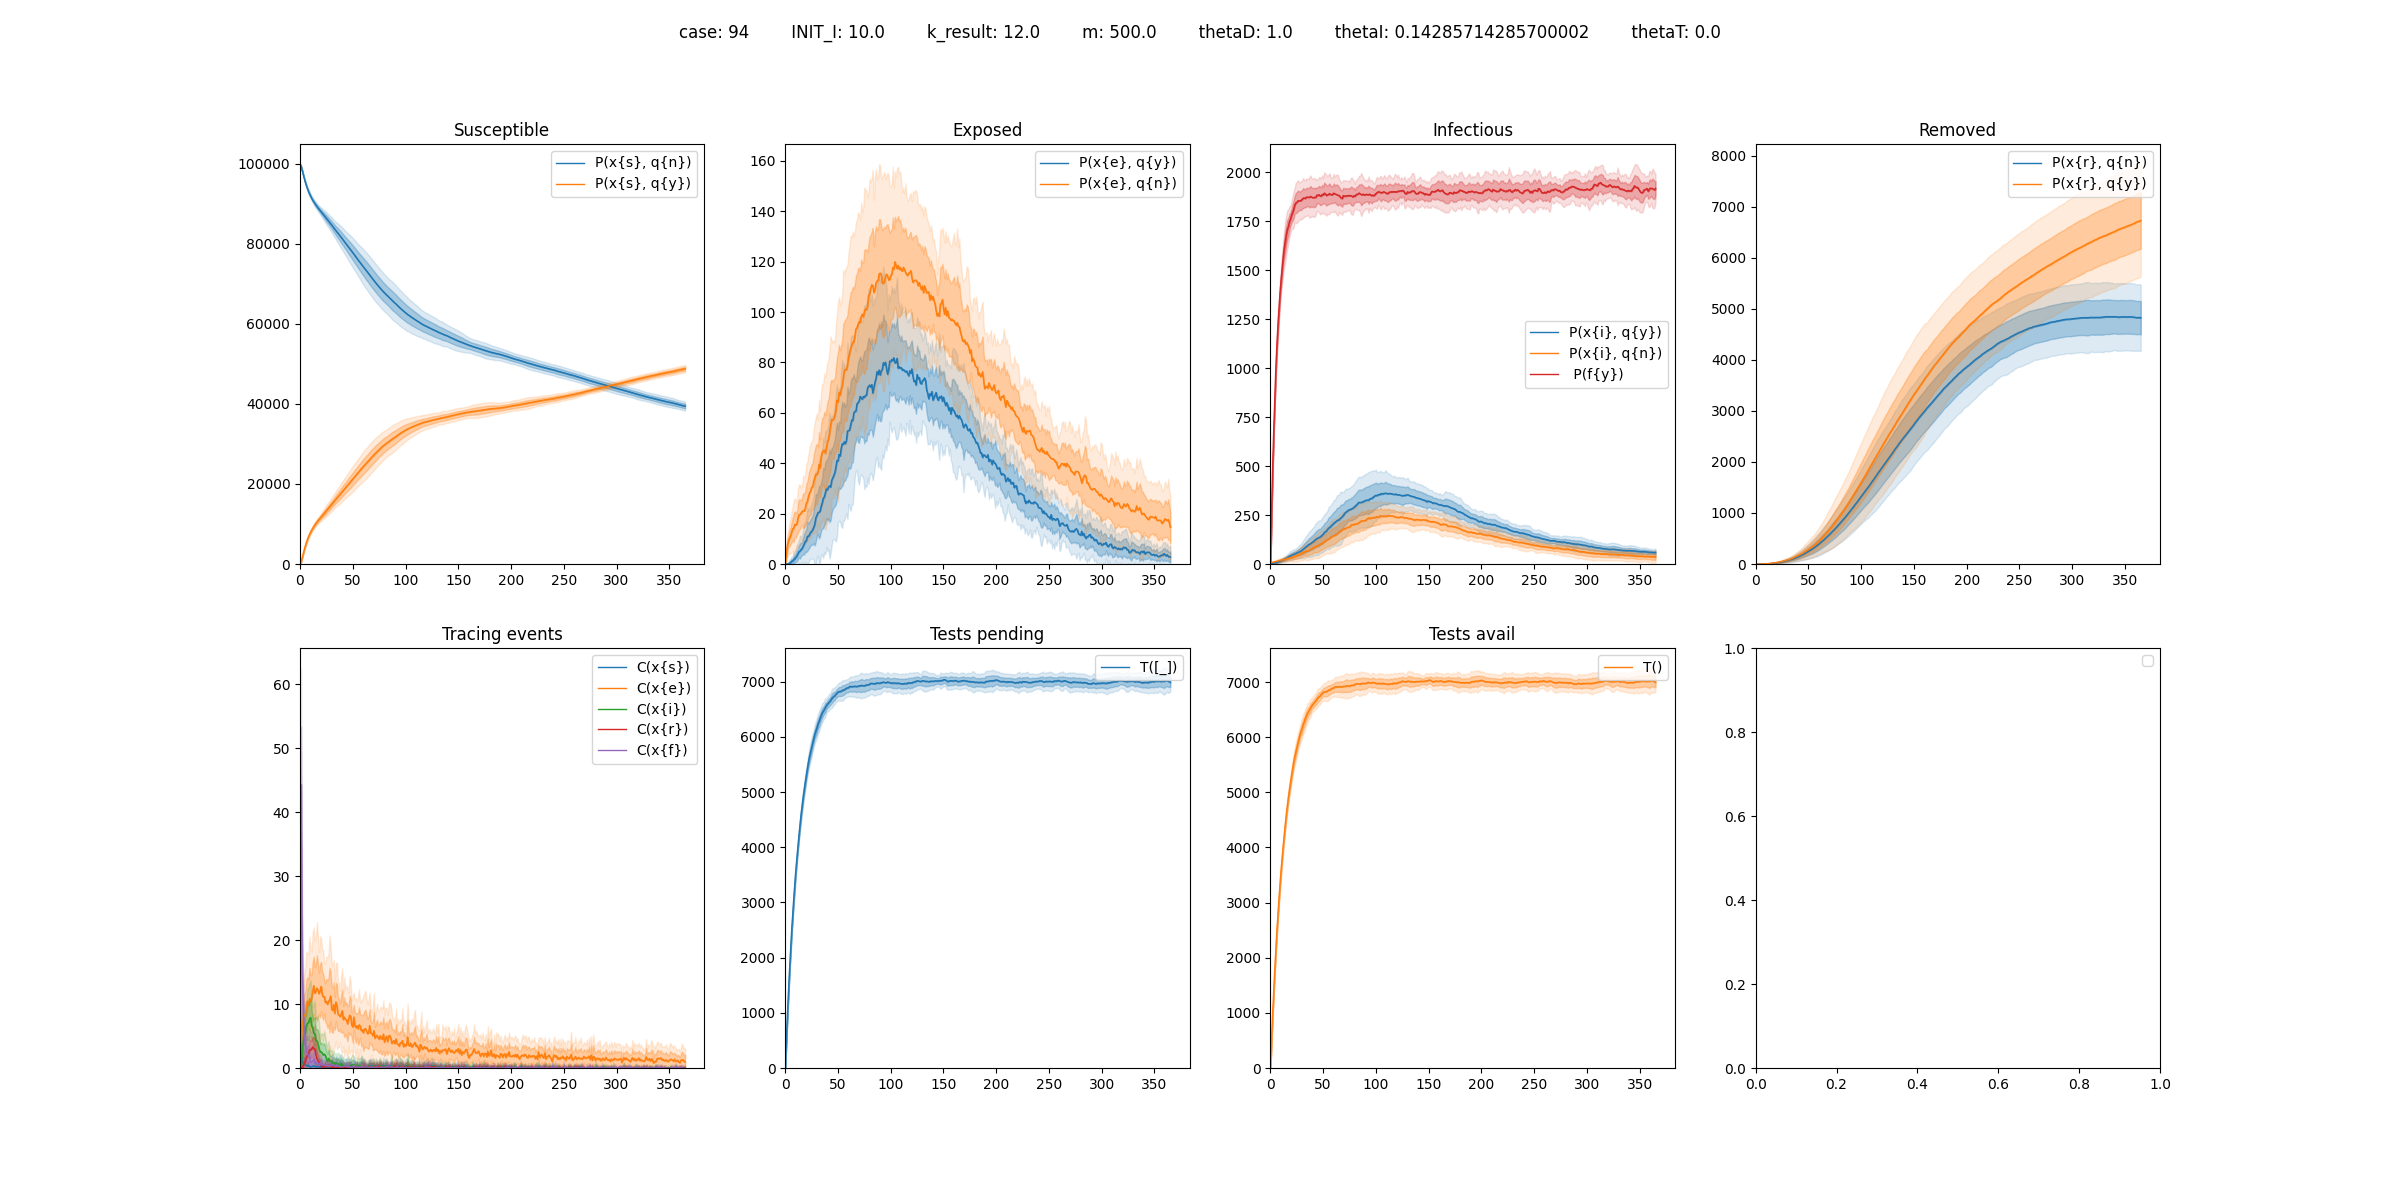 case: 94 INIT_I: 10.0 k_result: 12.0 m: 500.0 thetaD: 1.0 thetaI: 0.14285714285700002 thetaT: 0.0
Susceptible
100000
80000
60000
40000
20000
0
0 50 100 150 200 250 300 350
P(x{s}, q{n})
P(x{s}, q{y})
Exposed
160
140
120
100
80
60
40
20
0
0 50 100 150 200 250 300 350
P(x{e}, q{y})
P(x{e}, q{n})
Infectious
2000
1750
1500
1250
1000
750
500
250
0
0 50 100 150 200 250 300 350
P(x{i}, q{y})
P(x{i}, q{n})
P(f{y})
Removed
8000
7000
6000
5000
4000
3000
2000
1000
0
0 50 100 150 200 250 300 350
P(x{r}, q{n})
P(x{r}, q{y})
Tracing events
60
50
40
30
20
10
0
0 50 100 150 200 250 300 350
C(x{s})
C(x{e})
C(x{i})
C(x{r})
C(x{f})
Tests pending
7000
6000
5000
4000
3000
2000
1000
0
0 50 100 150 200 250 300 350
T([_])
Tests avail
7000
6000
5000
4000
3000
2000
1000
0
0 50 100 150 200 250 300 350
T()
1.0
0.8
0.6
0.4
0.2
0.0
0.0 0.2 0.4 0.6 0.8 1.0